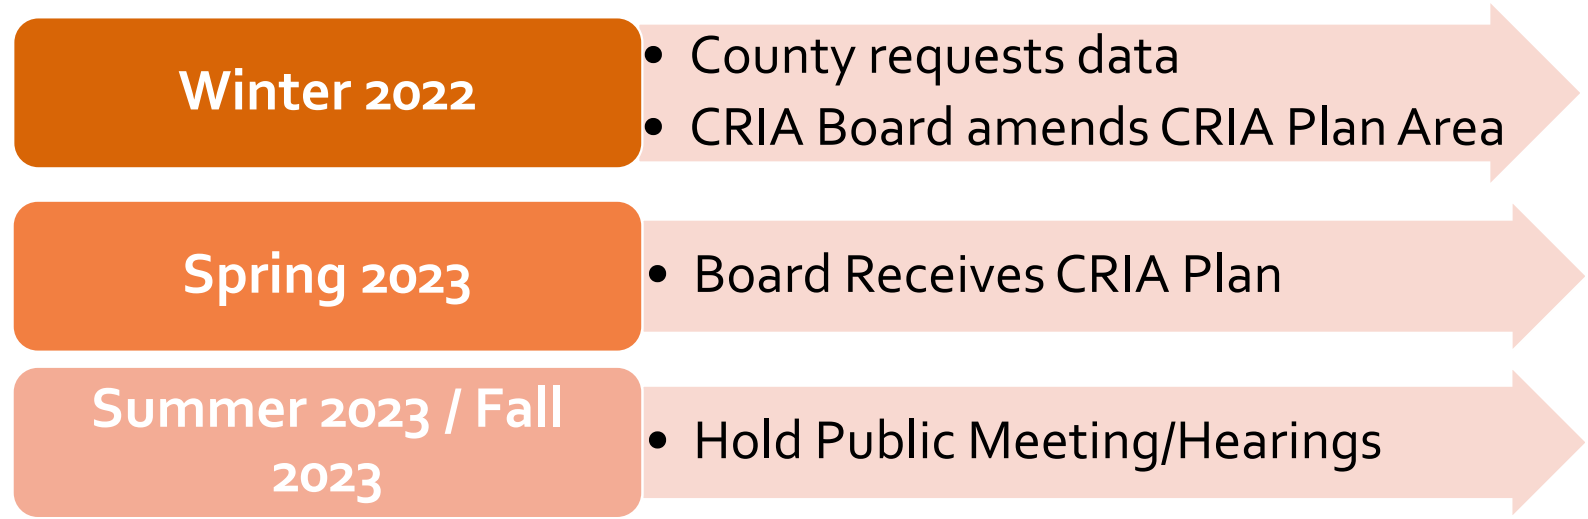 Winter 2022
• County requests data
• CRIA Board amends CRIA Plan Area
Spring 2023
• Board Receives CRIA Plan
Summer 2023 / Fall
2023
• Hold Public Meeting/Hearings